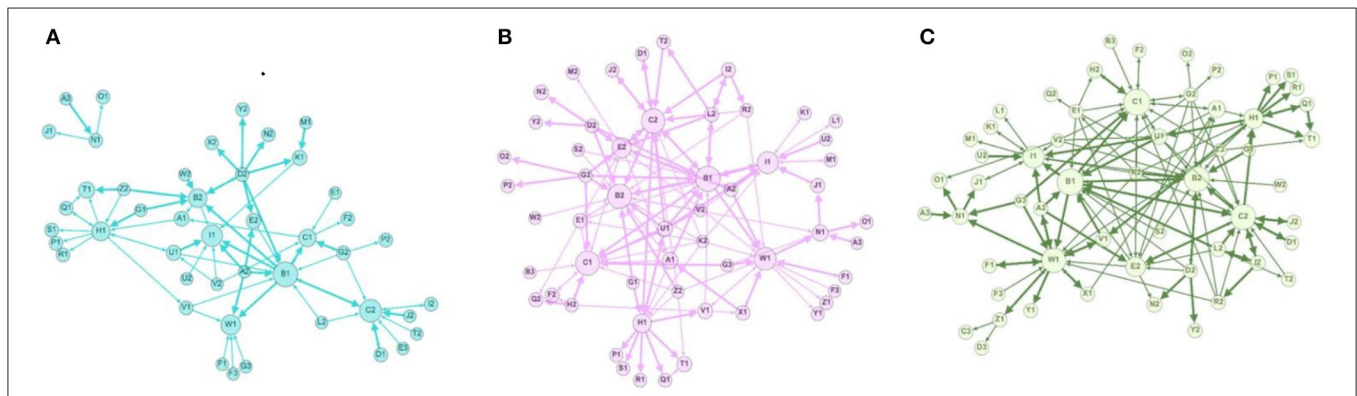 A
B
C
A3
O1
J1
N1
Y2
N2
M1
X2
K1
D2
W2
T1
Z2
B2
E1
Q1
G1
A1
E2
F2
S1
H1
I1
C1
P2
P1
U1
G2
R1
U2
V2
A2
B1
V1
W1
L2
C2
I2
J2
T2
F1
F3
G3
D1
E3
T2
D1
M2
J2
I2
N2
L2
R2
K1
Y2
D2
C2
L1
S2
E2
U2
O2
I1
M1
G2
B1
P2
B2
A2
J1
V2
W2
E1
U1
N1
O1
K2
A3
B3
C1
A1
G3
W1
Q2
F2
H2
G1
Z2
F1
F3
V1
X1
Z1
Y1
H1
P1
S1
R1
Q1
T1
B3
F2
O2
H2
P2
P1
S1
R1
Q2
C1
G2
L1
E1
A1
H1
Q1
K1
T1
M1
V2
U1
U2
I1
Z2
G1
O1
J1
B1
K2
B2
W2
A3
N1
G3
A2
C2
J2
V1
S2
D1
L2
F1
W1
E2
D2
I2
T2
F3
X1
N2
R2
Z1
Y1
C3
D3
Y2